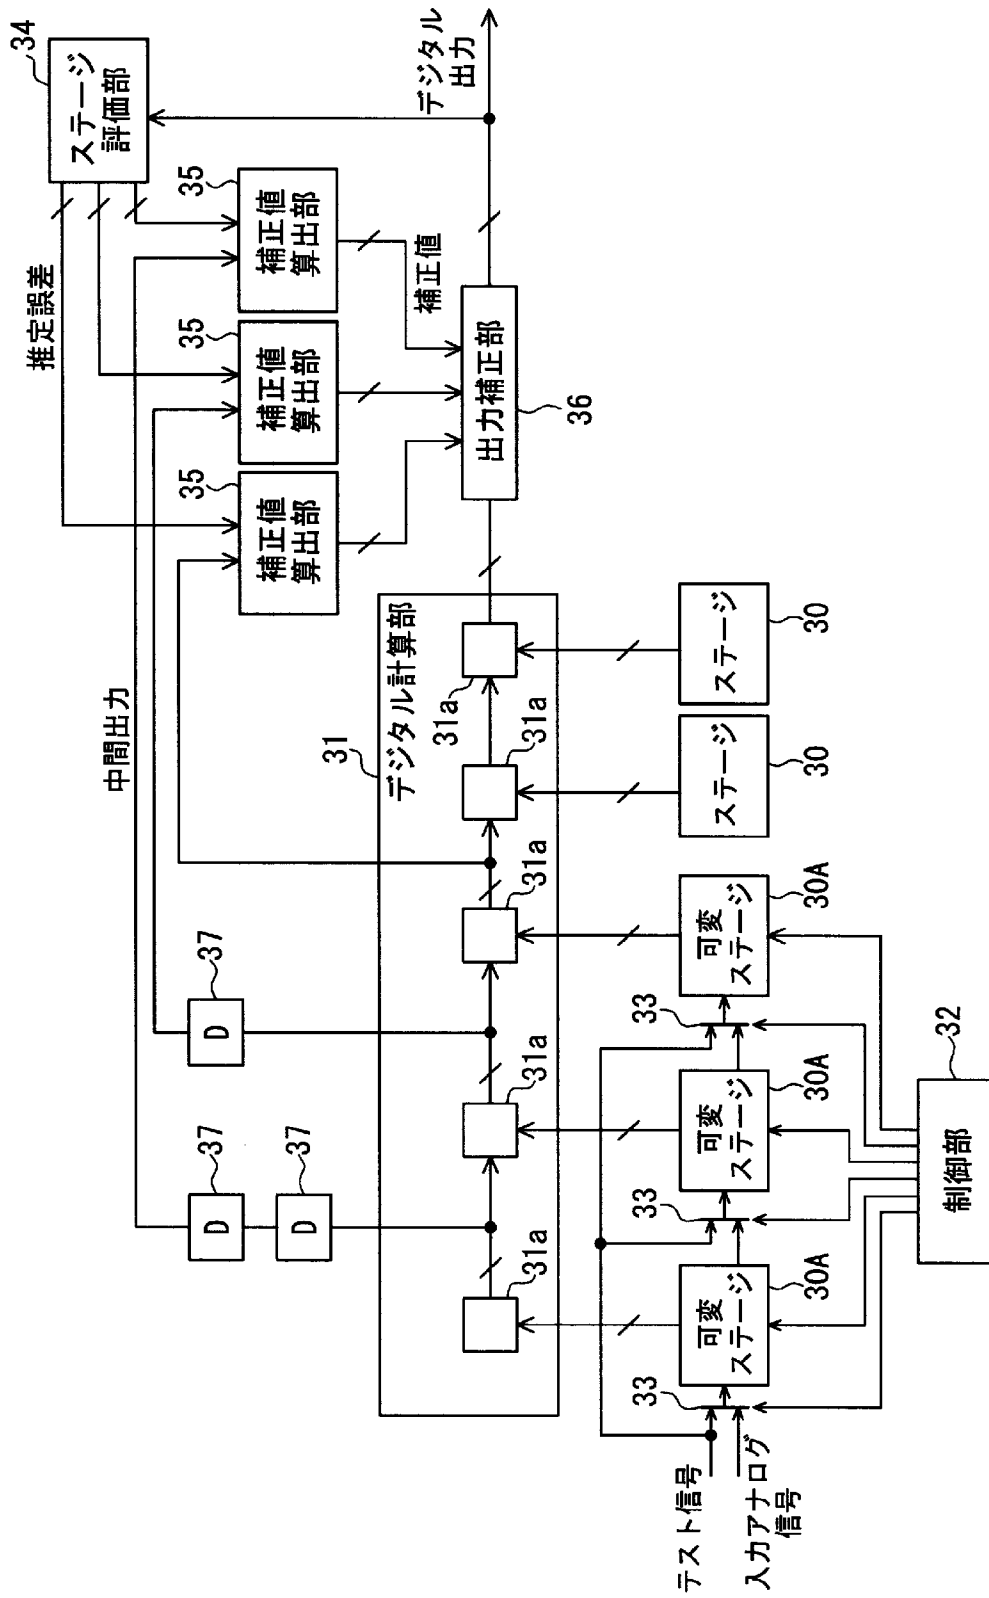 34
ステージ
評価部
推定誤差
中間出力
35
補正値
算出部
35
補正値
算出部
35
補正値
算出部
補正値
デジタル
出力
出力補正部
36
37
D
37
D
37
D
31
デジタル計算部
31a
31a
31a
31a
31a
ステージ
30
ステージ
30
可変
ステージ
30A
可変
ステージ
30A
可変
ステージ
30A
33
33
33
テスト信号
入力アナログ
信号
制御部
32